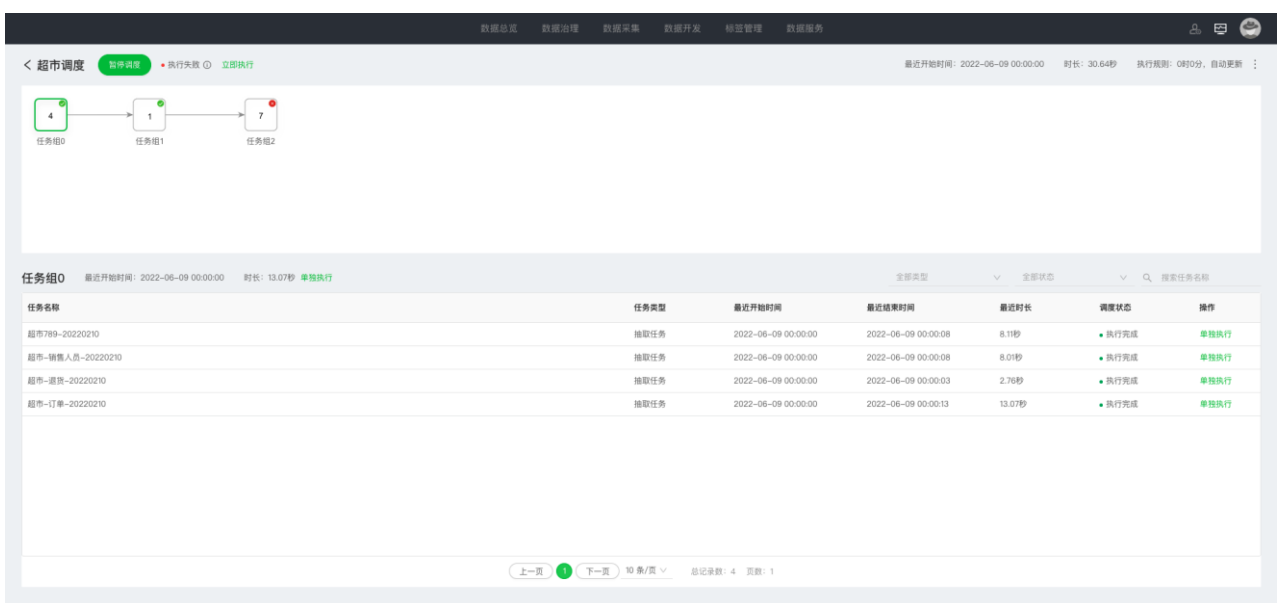 数据总览 数据治理 数据采集 数据开发 标签管理 数据服务
超市调度 暂停调度 执行失败 立即执行 最近开始时间：2022-06-09 00:00:00 时长：30.64秒 执行规则：0时0分，自动更新
4 1 7
任务组0 任务组1 任务组2
任务组0 最近开始时间：2022-06-09 00:00:00 时长：13.07秒 单独执行 全部类型 全部状态 搜索任务名称
任务名称 任务类型 最近开始时间 最近结束时间 最近时长 调度状态 操作
超市789-20220210 抽取任务 2022-06-09 00:00:00 2022-06-09 00:00:08 8.11秒 执行完成 单独执行
超市-销售人员-20220210 抽取任务 2022-06-09 00:00:00 2022-06-09 00:00:08 8.01秒 执行完成 单独执行
超市-退货-20220210 抽取任务 2022-06-09 00:00:00 2022-06-09 00:00:03 2.76秒 执行完成 单独执行
超市-订单-20220210 抽取任务 2022-06-09 00:00:00 2022-06-09 00:00:13 13.07秒 执行完成 单独执行
上一页 1 下一页 10 条/页 总记录数：4 页数：1